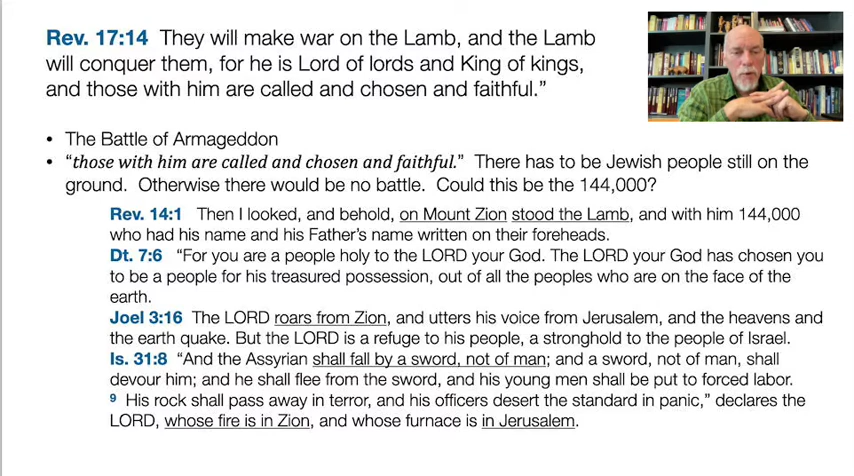 Rev. 17:14 They will make war on the Lamb, and the Lamb
will conquer them, for he is Lord of lords and King of kings,
and those with him are called and chosen and faithful.”
• The Battle of Armageddon
• “those with him are called and chosen and faithful.” There has to be Jewish people still on the
ground. Otherwise there would be no battle. Could this be the 144,000?
Rev. 14:1 Then I looked, and behold, on Mount Zion stood the Lamb, and with him 144,000
who had his name and his Father’s name written on their foreheads.
Dt. 7:6 “For you are a people holy to the LORD your God. The LORD your God has chosen you
to be a people for his treasured possession, out of all the peoples who are on the face of the
earth.
Joel 3:16 The LORD roars from Zion, and utters his voice from Jerusalem, and the heavens and
the earth quake. But the LORD is a refuge to his people, a stronghold to the people of Israel.
Is. 31:8 “And the Assyrian shall fall by a sword, not of man; and a sword, not of man, shall
devour him; and he shall flee from the sword, and his young men shall be put to forced labor.
9 His rock shall pass away in terror, and his officers desert the standard in panic,” declares the
LORD, whose fire is in Zion, and whose furnace is in Jerusalem.